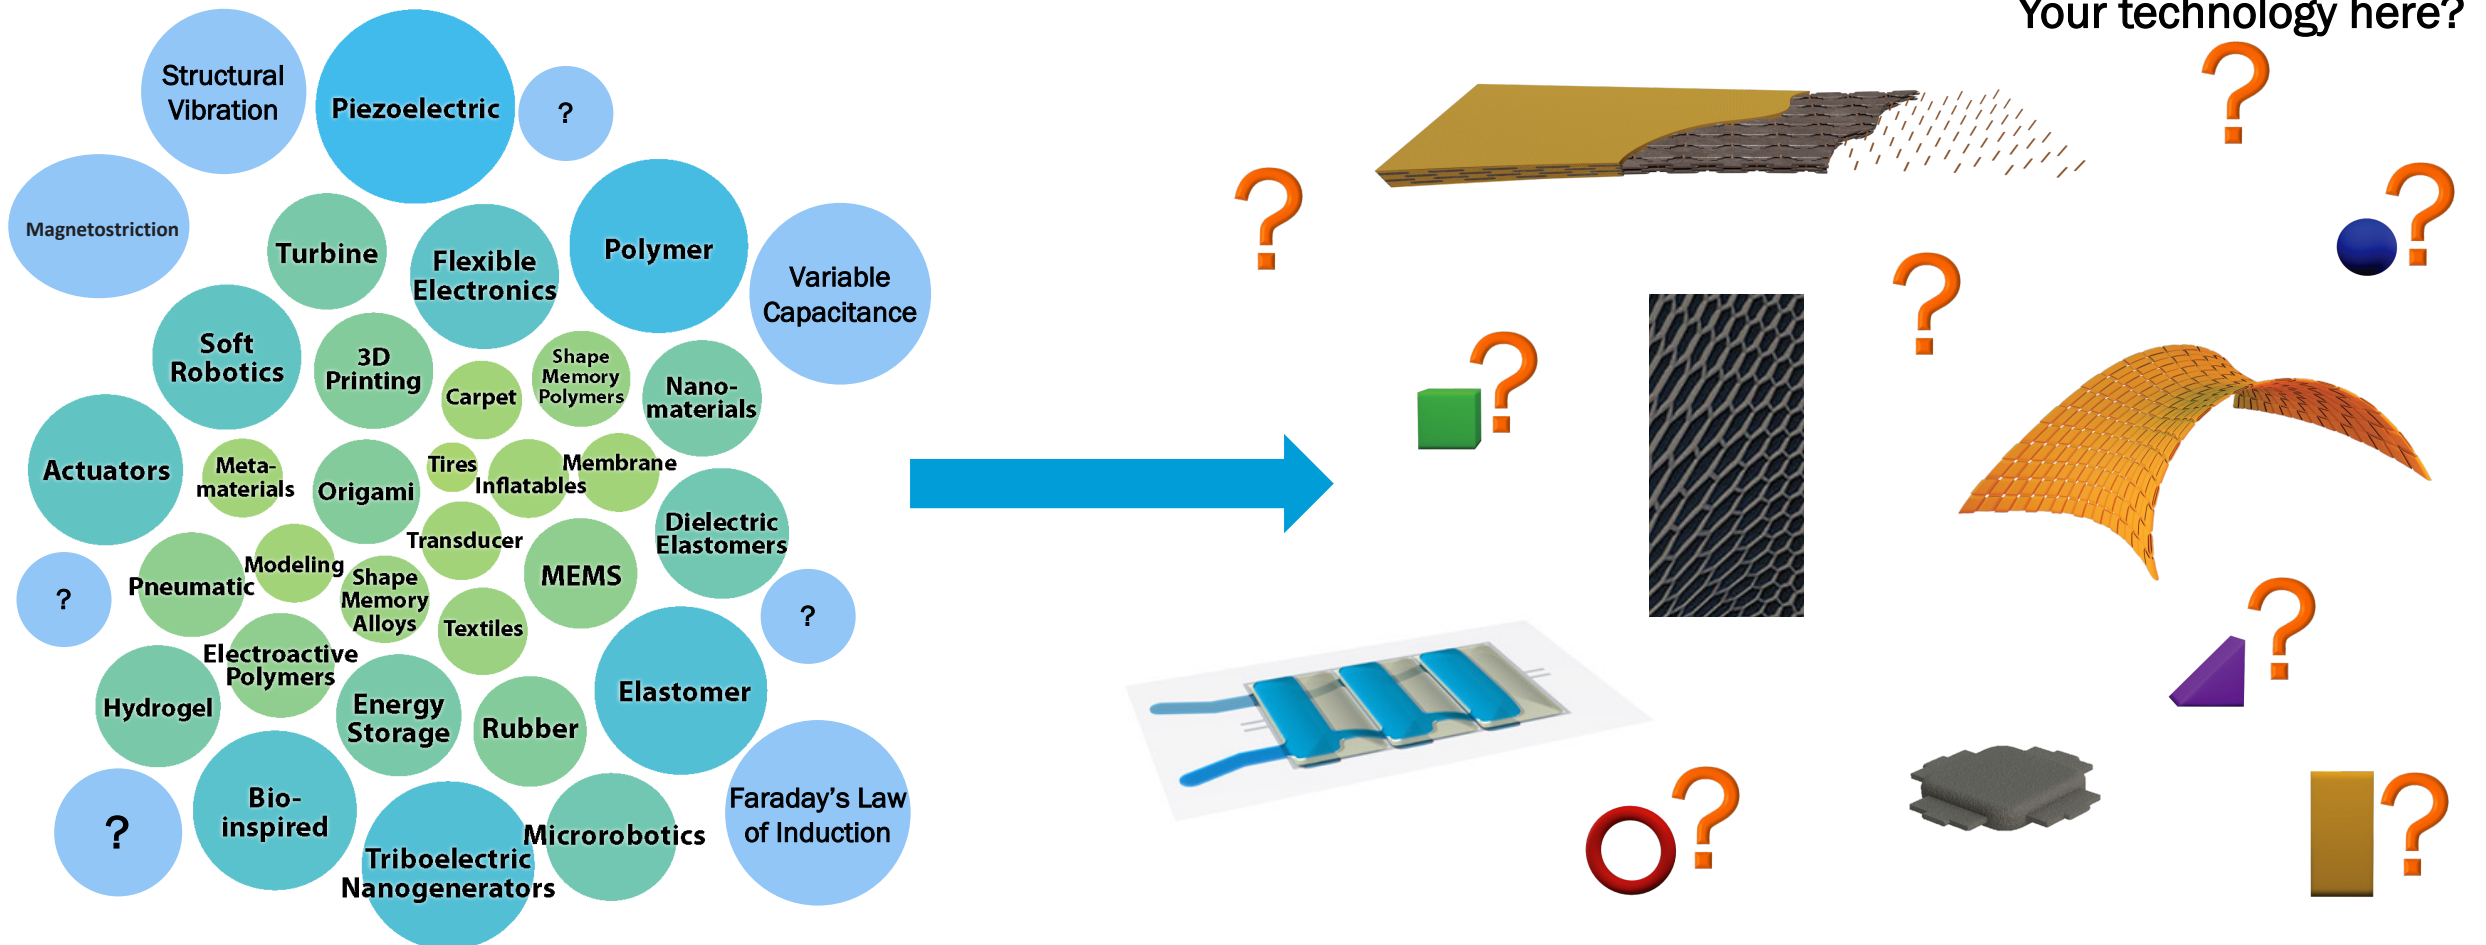 Your technology here?
Structural
Vibration
Piezoelectric
?
Magnetostriction
Turbine
Flexible
Electronics
Polymer
Variable
Capacitance
Soft
Robotics
3D
Printing
Carpet
Shape
Memory
Polymers
Nano-
materials
Actuators
Meta-
materials
Origami
Tires
Inflatables
Membrane
Dielectric
Elastomers
Transducer
Modeling
Pneumatic
?
Shape
Memory
Alloys
MEMS
Textiles
?
Electroactive
Polymers
Hydrogel
Energy
Storage
Rubber
Elastomer
?
Bio-
inspired
Triboelectric
Nanogenerators
Microrobotics
Faraday's Law
of Induction
?
?
?
?
?
?
?
?